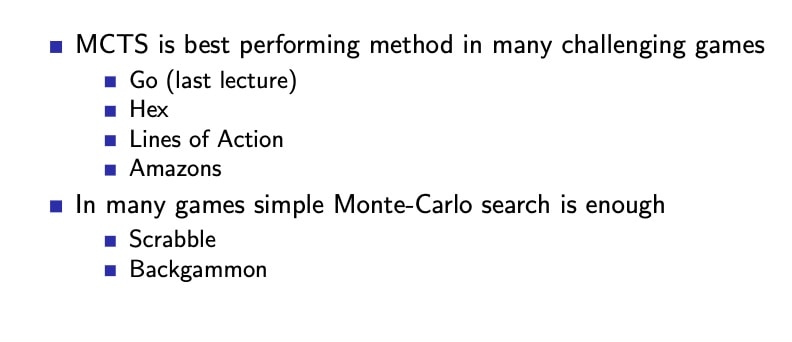 MCTS is best performing method in many challenging games
Go (last lecture)
Hex
Lines of Action
Amazons
In many games simple Monte-Carlo search is enough
Scrabble
Backgammon